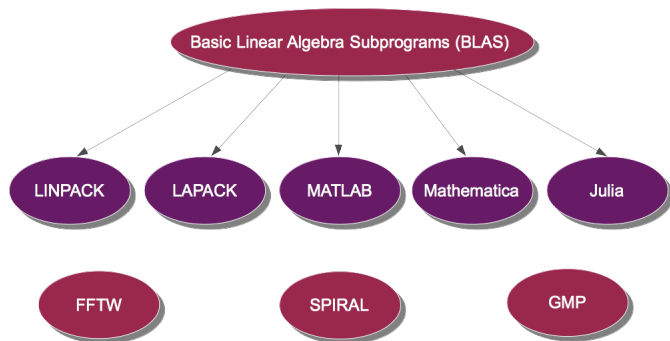 Basic Linear Algebra Subprograms (BLAS)
LINPACK
LAPACK
MATLAB
Mathematica
Julia
FFTW
SPIRAL
GMP